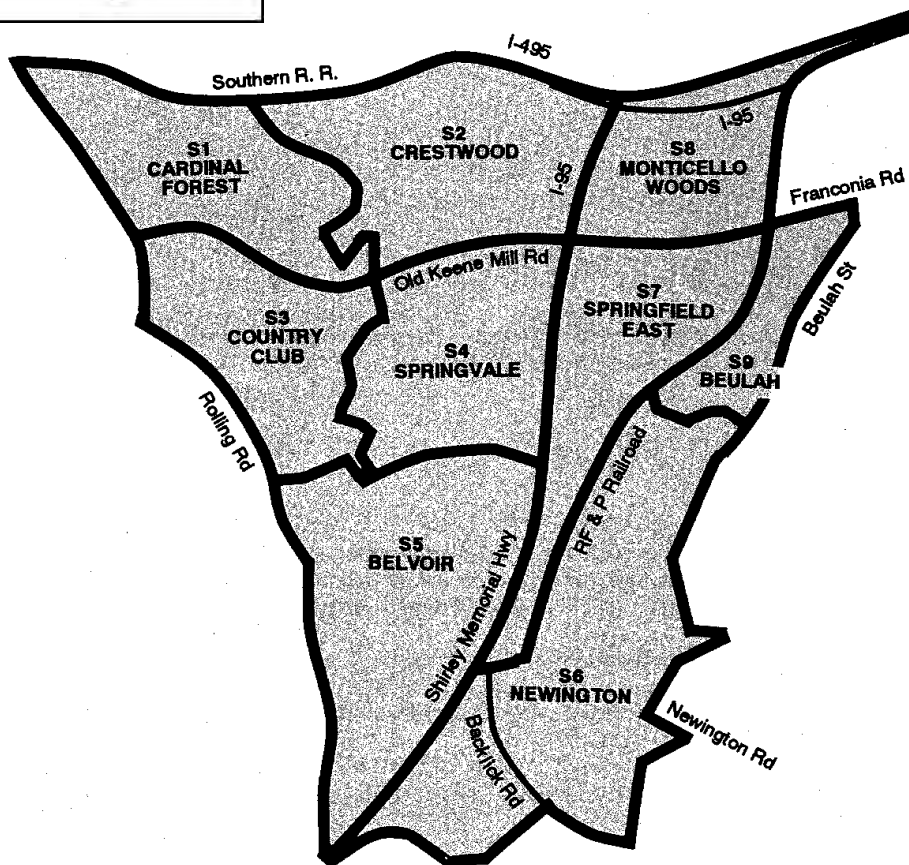 I-495
Southern R. R.
I-95
S1
CARDINAL
FOREST
S2
CRESTWOOD
I-95
S8
MONTICELLO
WOODS
Franconia Rd
Old Keene Mill Rd
Beulah St
S3
COUNTRY
CLUB
S4
SPRINGVALE
S7
SPRINGFIELD
EAST
S9
BEULAH
Rolling Rd
RF & P Railroad
S5
BELVOIR
Shirley Memorial Hwy
S6
NEWINGTON
Backlick Rd
Newington Rd